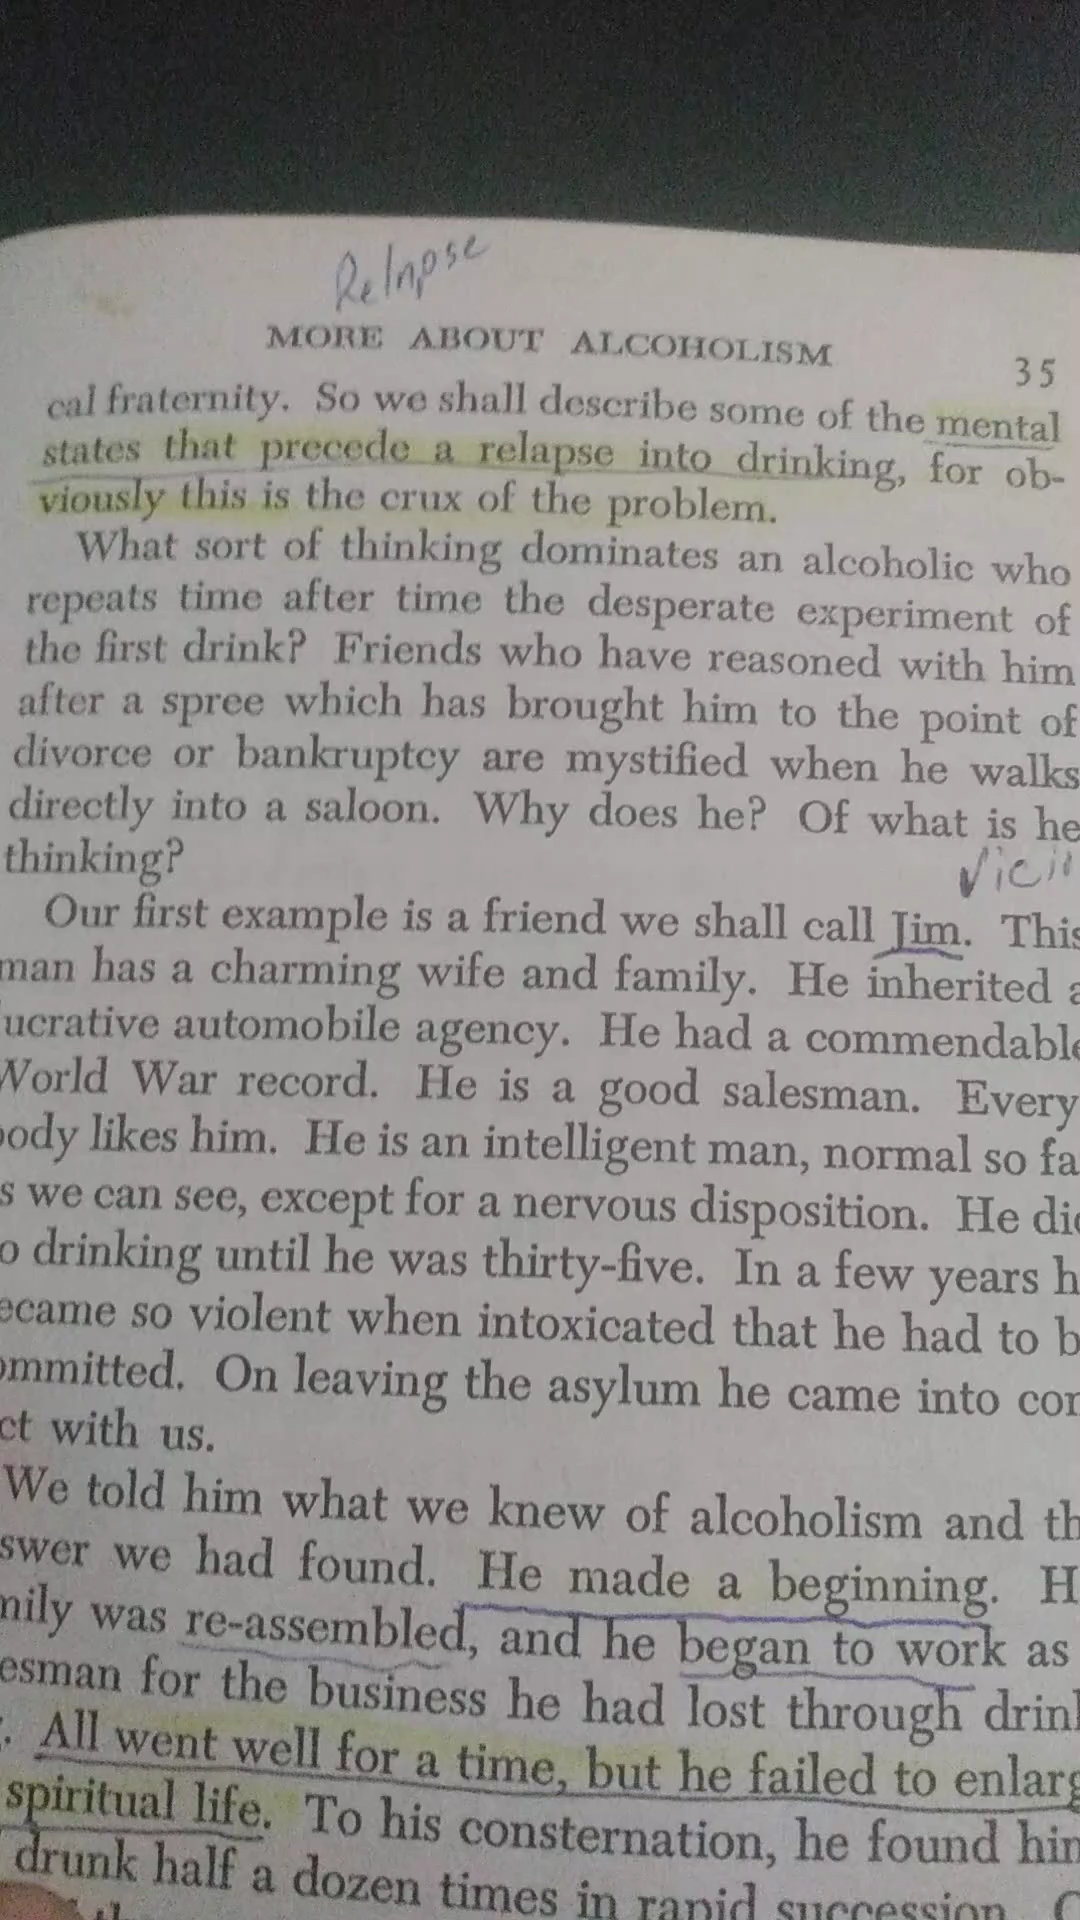 Relapse
MORE ABOUT ALCOHOLISM
35
cal fraternity. So we shall describe some of the mental
states that precede a relapse into drinking, for ob-
viously this is the crux of the problem.
What sort of thinking dominates an alcoholic who
repeats time after time the desperate experiment of
the first drink? Friends who have reasoned with him
after a spree which has brought him to the point of
divorce or bankruptcy are mystified when he walks
directly into a saloon. Why does he? Of what is he
thinking?
Our first example is a friend we shall call Jim. This
man has a charming wife and family. He inherited a
ucrative automobile agency. He had a commendable
World War record. He is a good salesman. Every
ody likes him. He is an intelligent man, normal so fa
s we can see, except for a nervous disposition. He di
o drinking until he was thirty-five. In a few years h
ecame so violent when intoxicated that he had to b
ommitted. On leaving the asylum he came into con
ct with us.
We told him what we knew of alcoholism and th
swer we had found. He made a beginning. H
mily was re-assembled, and he began to work as
esman for the business he had lost through drin
. All went well for a time, but he failed to enlarg
spiritual life. To his consternation, he found him
drunk half a dozen times in rapid succession.